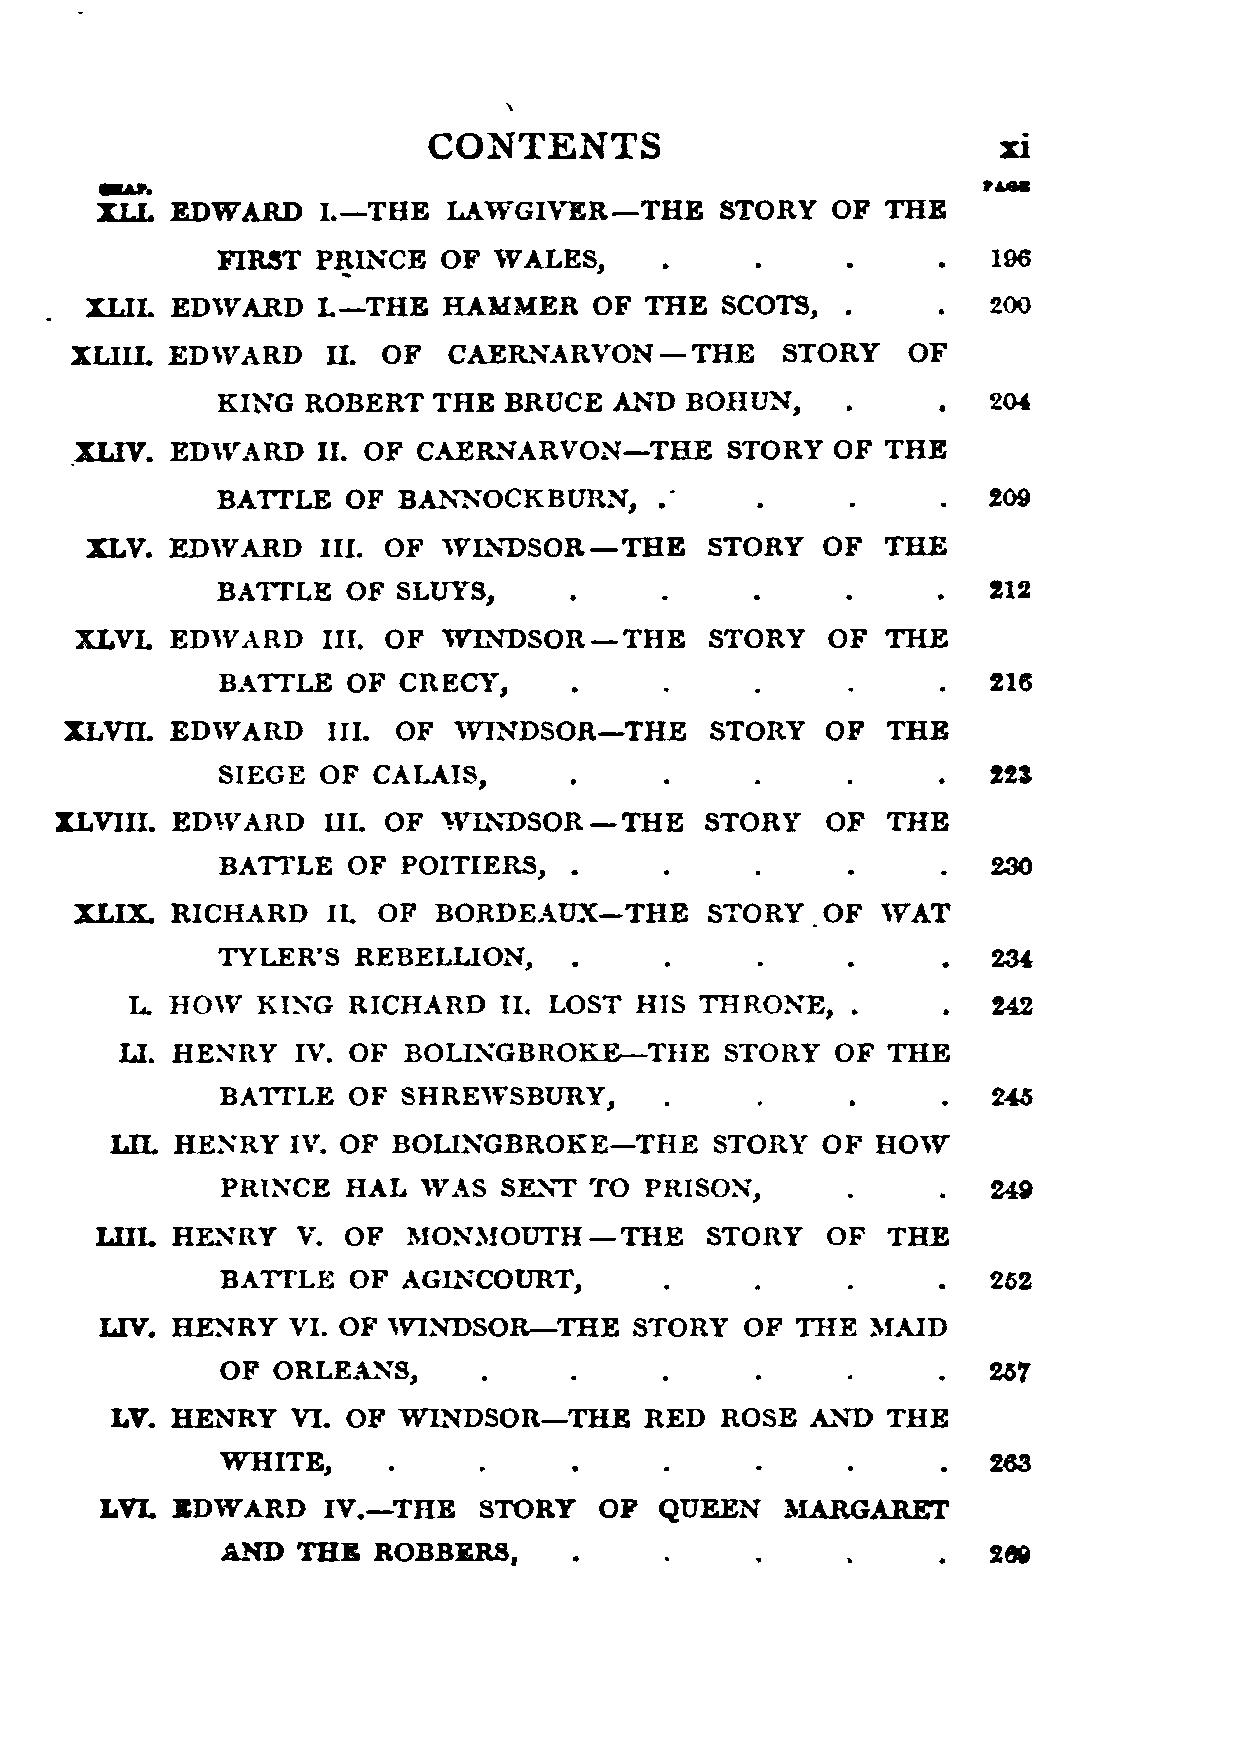 CONTENTS xi
CHAP. PAGE
XLI. EDWARD I.—THE LAWGIVER—THE STORY OF THE
FIRST PRINCE OF WALES, . . . . 196
XLII. EDWARD I.—THE HAMMER OF THE SCOTS, . . 200
XLIII. EDWARD II. OF CAERNARVON—THE STORY OF
KING ROBERT THE BRUCE AND BOHUN, . . 204
XLIV. EDWARD II. OF CAERNARVON—THE STORY OF THE
BATTLE OF BANNOCKBURN, . . . . 209
XLV. EDWARD III. OF WINDSOR—THE STORY OF THE
BATTLE OF SLUYS, . . . . . 212
XLVI. EDWARD III. OF WINDSOR—THE STORY OF THE
BATTLE OF CRECY, . . . . . 216
XLVII. EDWARD III. OF WINDSOR—THE STORY OF THE
SIEGE OF CALAIS, . . . . . 223
XLVIII. EDWARD III. OF WINDSOR—THE STORY OF THE
BATTLE OF POITIERS, . . . . . 230
XLIX. RICHARD II. OF BORDEAUX—THE STORY OF WAT
TYLER'S REBELLION, . . . . . 234
L. HOW KING RICHARD II. LOST HIS THRONE, . . 242
LI. HENRY IV. OF BOLINGBROKE—THE STORY OF THE
BATTLE OF SHREWSBURY, . . . . 245
LII. HENRY IV. OF BOLINGBROKE—THE STORY OF HOW
PRINCE HAL WAS SENT TO PRISON, . . 249
LIII. HENRY V. OF MONMOUTH—THE STORY OF THE
BATTLE OF AGINCOURT, . . . . 252
LIV. HENRY VI. OF WINDSOR—THE STORY OF THE MAID
OF ORLEANS, . . . . . . 257
LV. HENRY VI. OF WINDSOR—THE RED ROSE AND THE
WHITE, . . . . . . . 263
LVI. EDWARD IV.—THE STORY OF QUEEN MARGARET
AND THE ROBBERS, . . . . . 269